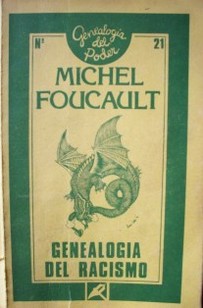 Nº
Genealogía
del
Poder
21
MICHEL
FOUCAULT
GENEALOGIA
DEL RACISMO